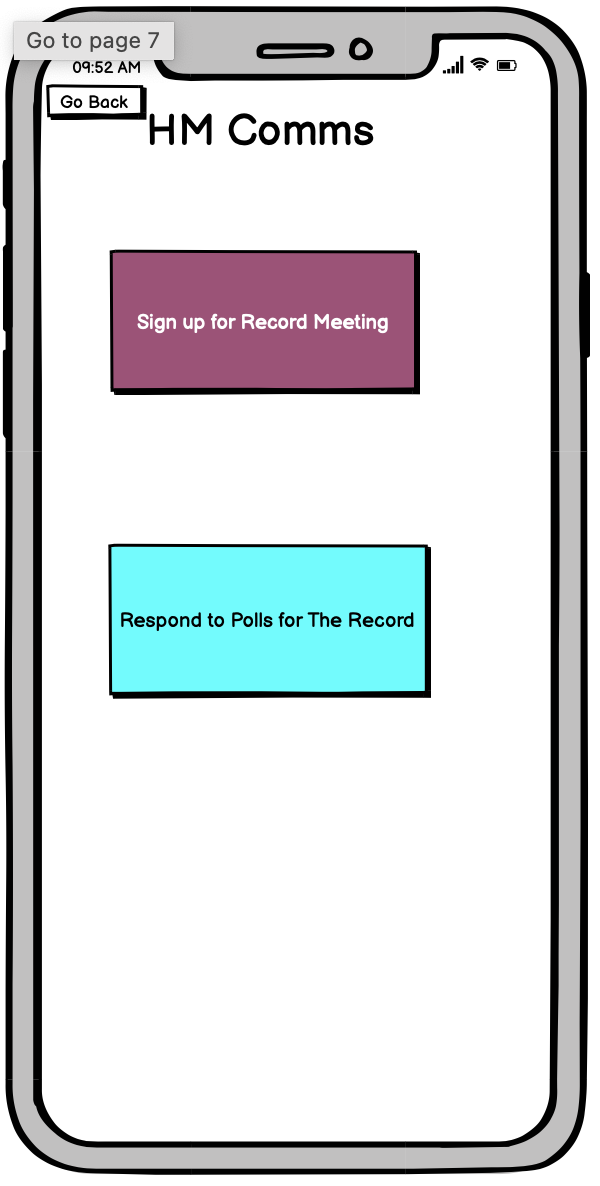 Go to page 7
09:52 AM
Go Back
HM Comms
Sign up for Record Meeting
Respond to Polls for The Record